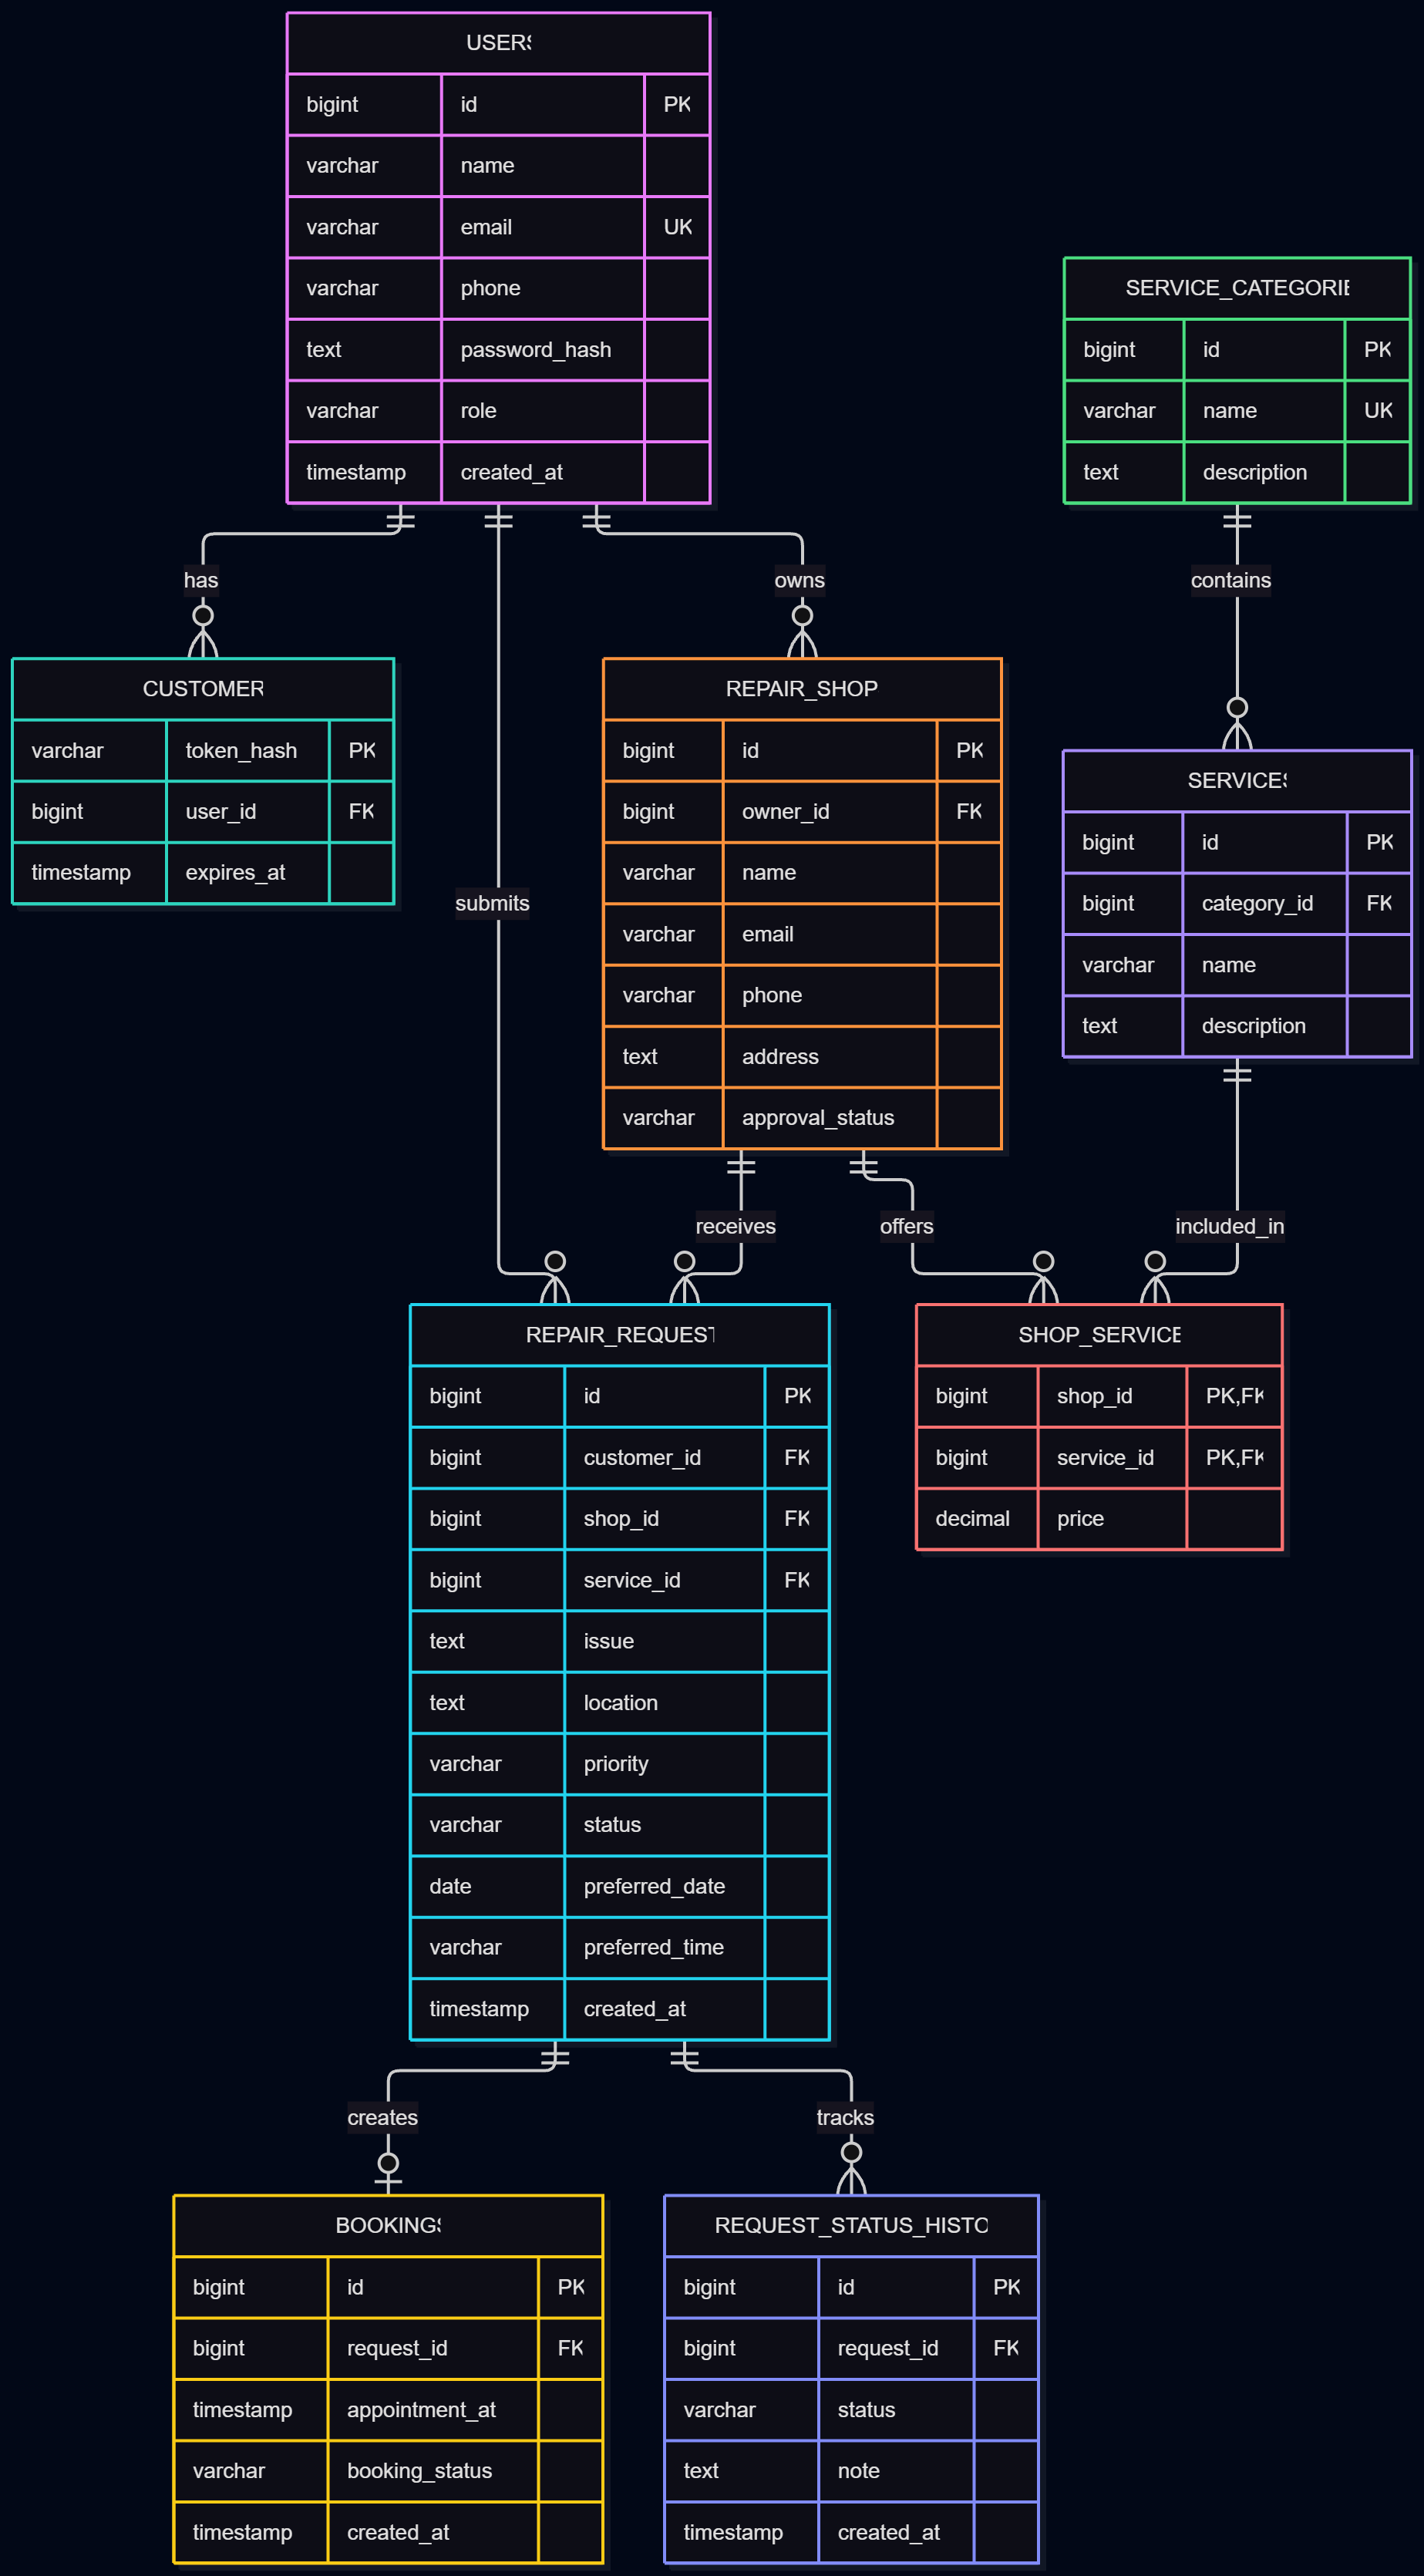 USERS
bigint id PK
varchar name
varchar email UK
varchar phone
text password_hash
varchar role
timestamp created_at
SERVICE_CATEGORIE
bigint id PK
varchar name UK
text description
has
owns
contains
CUSTOMER
varchar token_hash PK
bigint user_id FK
timestamp expires_at
submits
REPAIR_SHOP
bigint id PK
bigint owner_id FK
varchar name
varchar email
varchar phone
text address
varchar approval_status
SERVICES
bigint id PK
bigint category_id FK
varchar name
text description
receives
offers
included_in
REPAIR_REQUEST
bigint id PK
bigint customer_id FK
bigint shop_id FK
bigint service_id FK
text issue
text location
varchar priority
varchar status
date preferred_date
varchar preferred_time
timestamp created_at
SHOP_SERVICE
bigint shop_id PK,FK
bigint service_id PK,FK
decimal price
creates
tracks
BOOKINGS
bigint id PK
bigint request_id FK
timestamp appointment_at
varchar booking_status
timestamp created_at
REQUEST_STATUS_HISTO
bigint id PK
bigint request_id FK
varchar status
text note
timestamp created_at